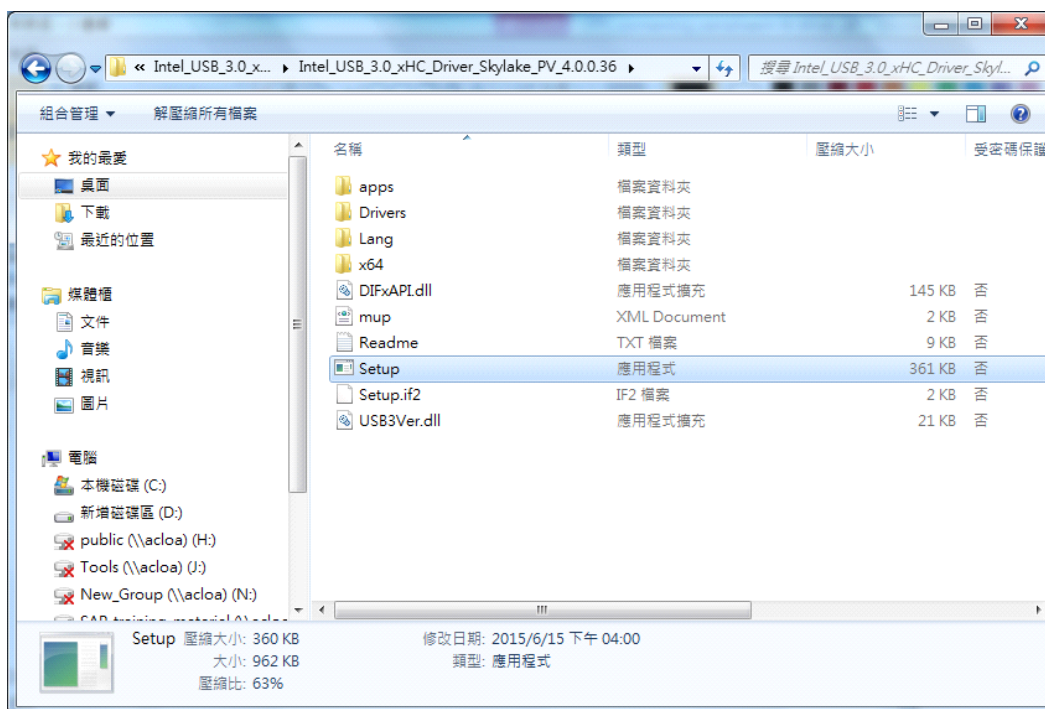 « Intel_USB_3.0_x... ▸ Intel_USB_3.0_xHC_Driver_Skylake_PV_4.0.0.36 ▸
搜尋 Intel_USB_3.0_xHC_Driver_Skyl...
組合管理 ▼ 解壓縮所有檔案
我的最愛
桌面
下載
最近的位置
媒體櫃
文件
音樂
視訊
圖片
電腦
本機磁碟 (C:)
新增磁碟區 (D:)
public (\\acloa) (H:)
Tools (\\acloa) (J:)
New_Group (\\acloa) (N:)
名稱 類型 壓縮大小 受密碼保護
apps 檔案資料夾
Drivers 檔案資料夾
Lang 檔案資料夾
x64 檔案資料夾
DIFxAPI.dll 應用程式擴充 145 KB 否
mup XML Document 2 KB 否
Readme TXT 檔案 9 KB 否
Setup 應用程式 361 KB 否
Setup.if2 IF2 檔案 2 KB 否
USB3Ver.dll 應用程式擴充 21 KB 否
Setup 壓縮大小: 360 KB 修改日期: 2015/6/15 下午 04:00
大小: 962 KB 類型: 應用程式
壓縮比: 63%